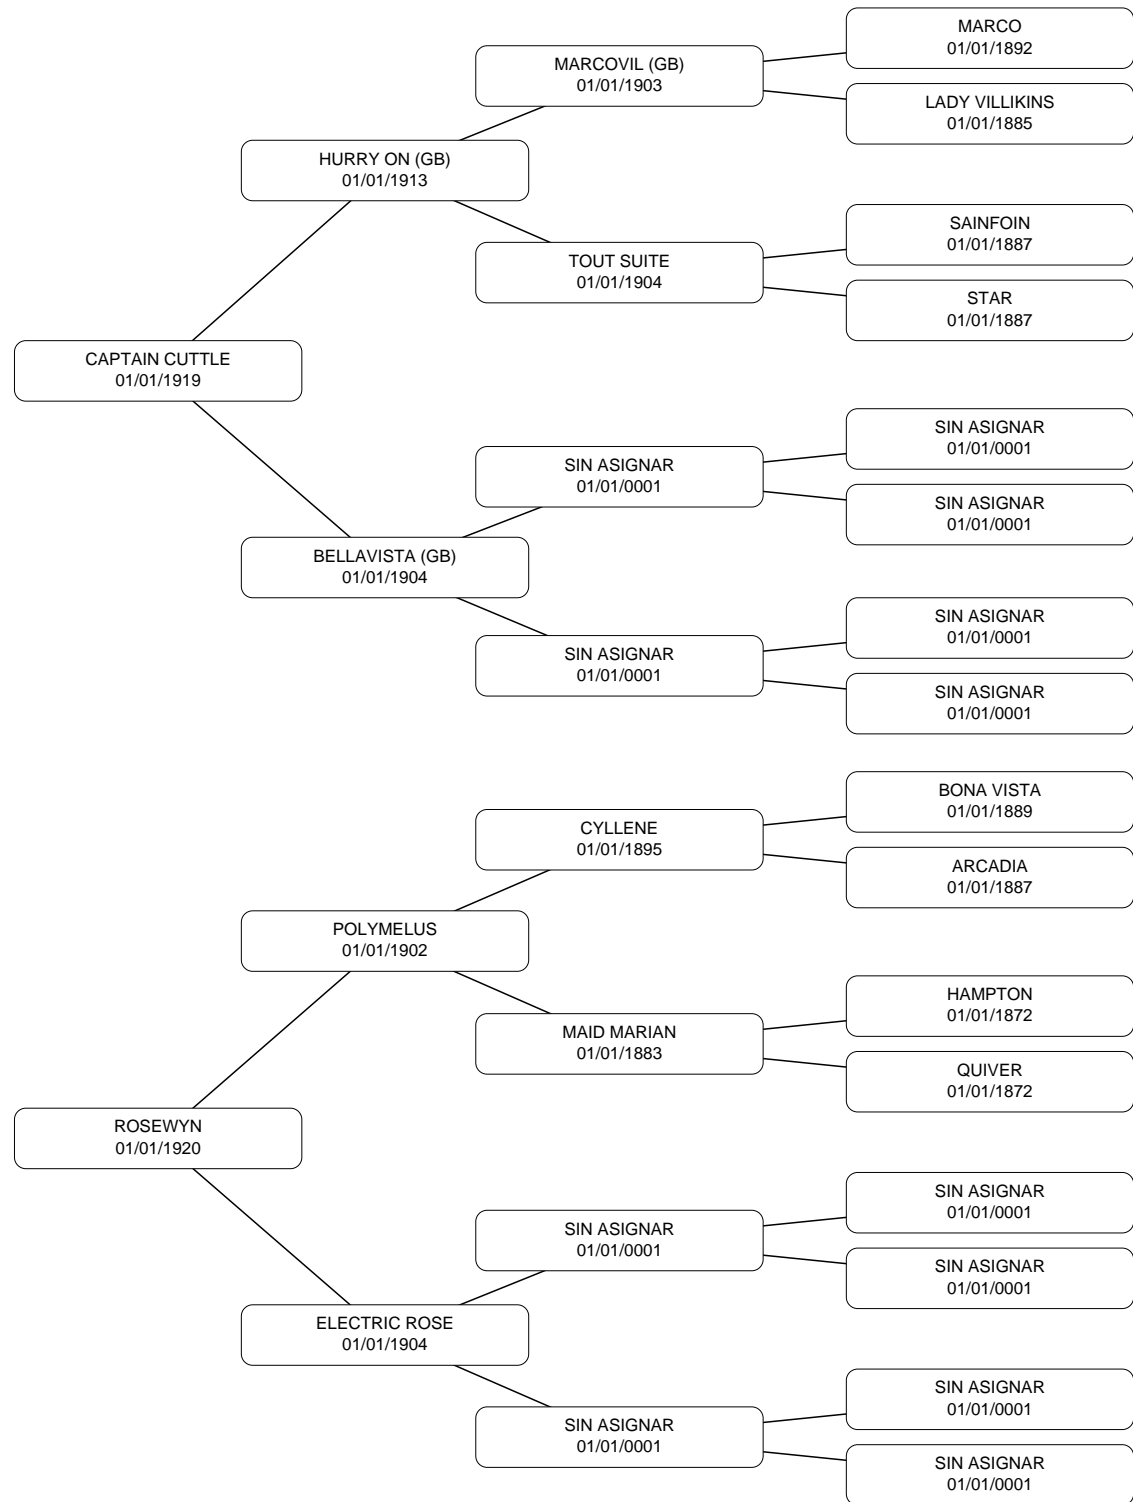 MARCO
01/01/1892
MARCOVIL (GB)
01/01/1903
LADY VILLIKINS
01/01/1885
HURRY ON (GB)
01/01/1913
SAINFOIN
01/01/1887
TOUT SUITE
01/01/1904
STAR
01/01/1887
CAPTAIN CUTTLE
01/01/1919
SIN ASIGNAR
01/01/0001
SIN ASIGNAR
01/01/0001
SIN ASIGNAR
01/01/0001
BELLAVISTA (GB)
01/01/1904
SIN ASIGNAR
01/01/0001
SIN ASIGNAR
01/01/0001
SIN ASIGNAR
01/01/0001
BONA VISTA
01/01/1889
CYLLENE
01/01/1895
ARCADIA
01/01/1887
POLYMELUS
01/01/1902
HAMPTON
01/01/1872
MAID MARIAN
01/01/1883
QUIVER
01/01/1872
ROSEWYN
01/01/1920
SIN ASIGNAR
01/01/0001
SIN ASIGNAR
01/01/0001
SIN ASIGNAR
01/01/0001
ELECTRIC ROSE
01/01/1904
SIN ASIGNAR
01/01/0001
SIN ASIGNAR
01/01/0001
SIN ASIGNAR
01/01/0001